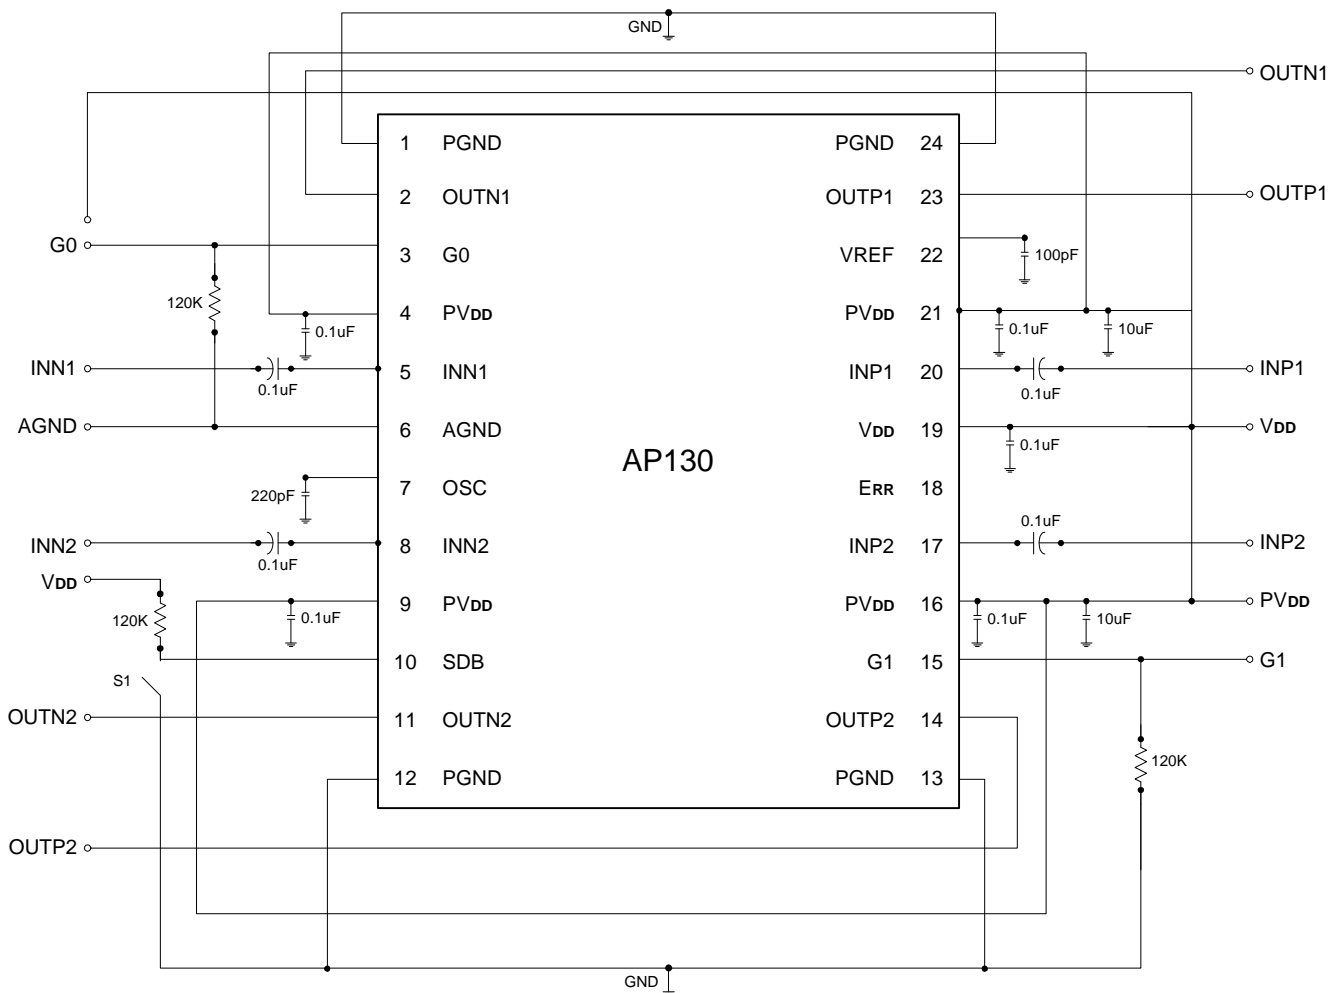 GND
OUTN1
1 PGND
PGND 24
2 OUTN1
OUTP1 23
OUTP1
G0
3 G0
VREF 22
100pF
120K
4 PVDD
0.1uF
PVDD 21
0.1uF
10uF
INN1
0.1uF
5 INN1
INP1 20
0.1uF
INP1
AGND
6 AGND
VDD 19
0.1uF
VDD
AP130
220pF
7 OSC
ERR 18
INN2
0.1uF
8 INN2
INP2 17
0.1uF
INP2
VDD
120K
9 PVDD
0.1uF
PVDD 16
0.1uF
10uF
PVDD
S1
10 SDB
G1 15
G1
OUTN2
11 OUTN2
OUTP2 14
12 PGND
PGND 13
120K
OUTP2
GND